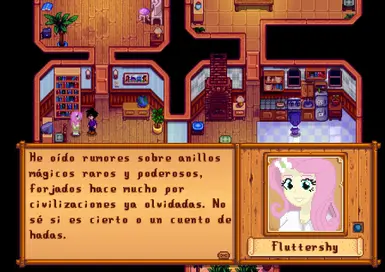 He oído rumores sobre anillos
mágicos raros y poderosos,
forjados hace mucho por
civilizaciones ya olvidadas. No
sé si es cierto o un cuento de
hadas.
Fluttershy